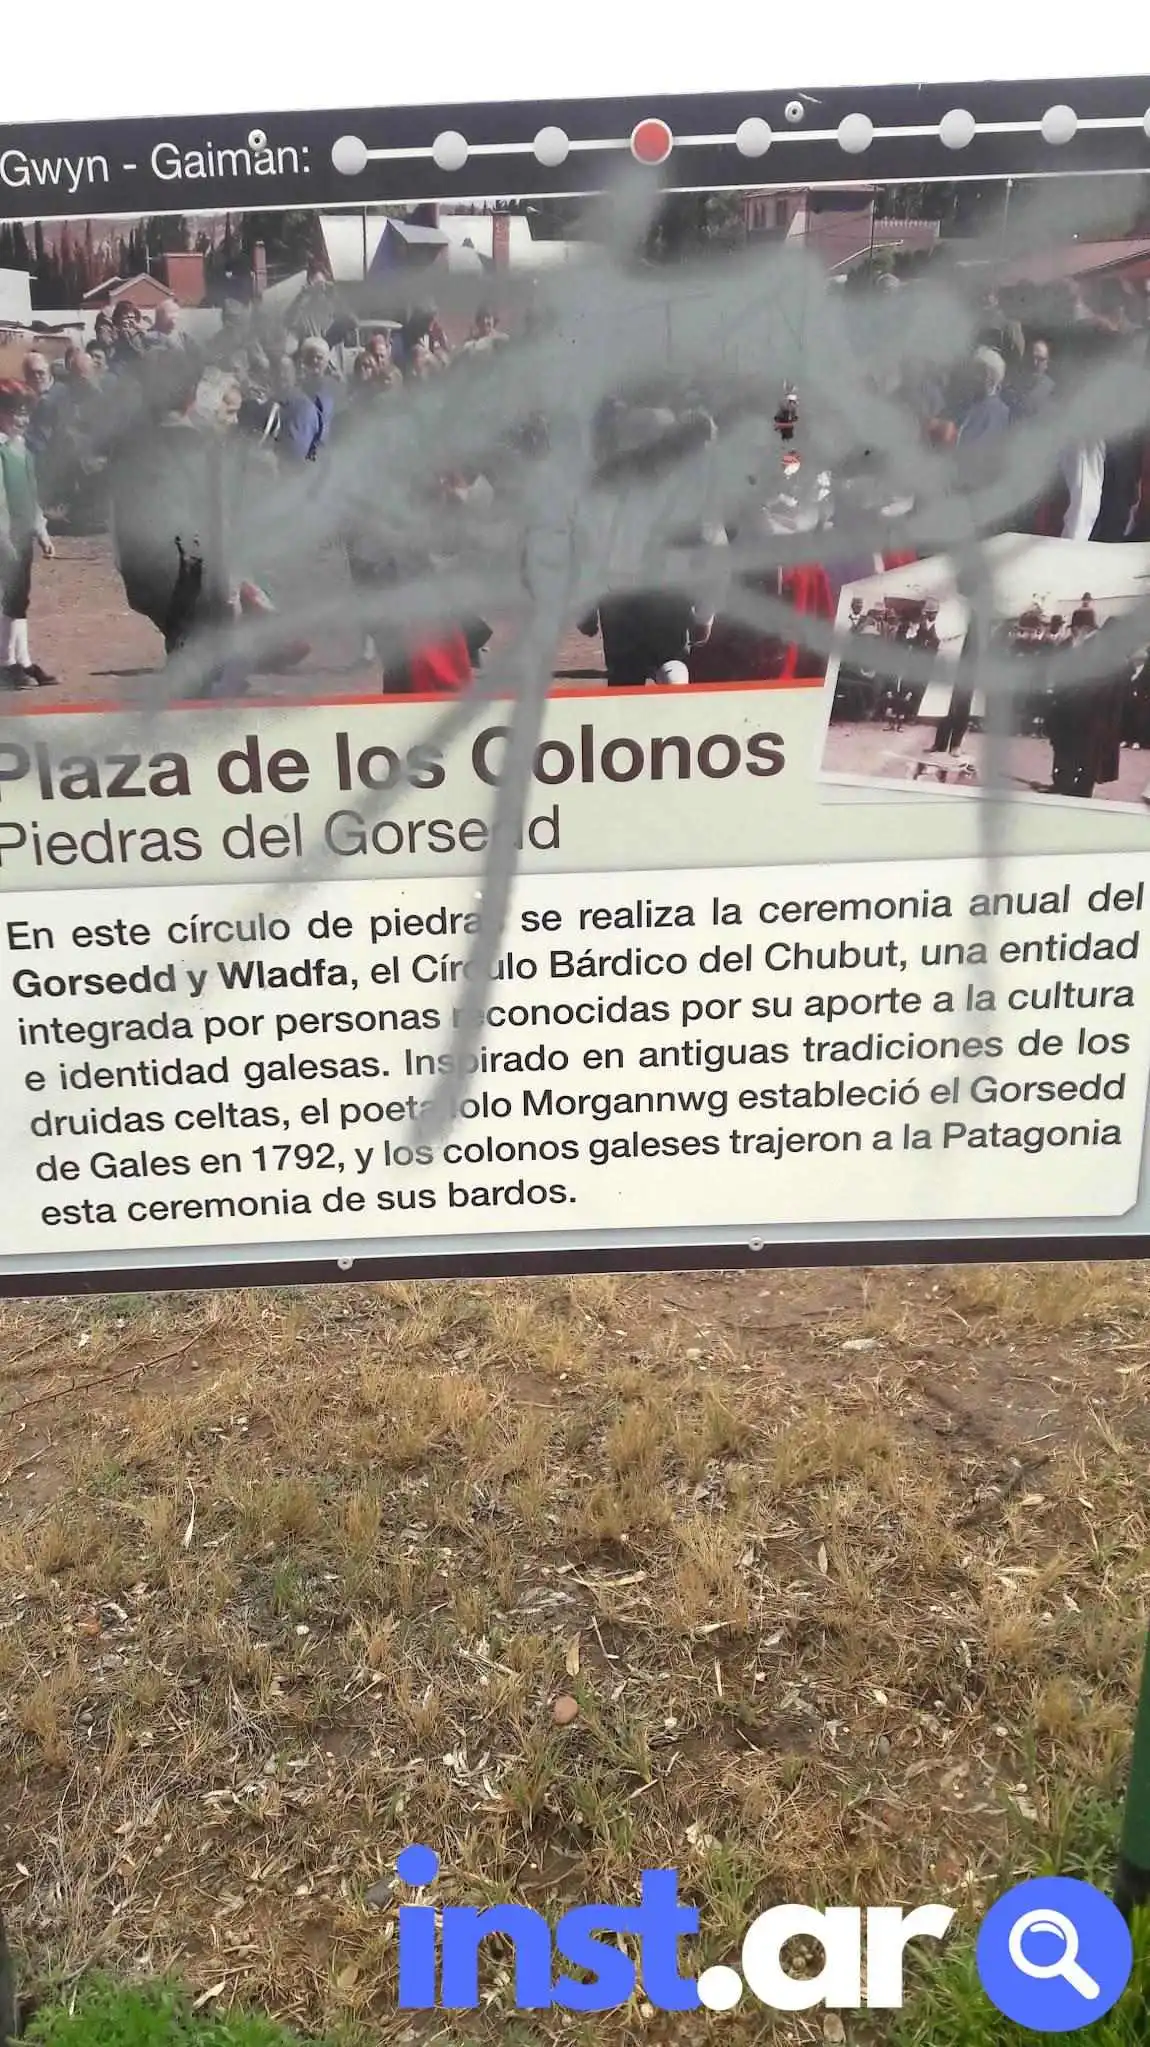 Gwyn - Gaiman:
Plaza de los Colonos
Piedras del Gorsedd
En este círculo de piedras se realiza la ceremonia anual del
Gorsedd y Wladfa, el Círculo Bárdico del Chubut, una entidad
integrada por personas reconocidas por su aporte a la cultura
e identidad galesas. Inspirado en antiguas tradiciones de los
druidas celtas, el poeta Iolo Morgannwg estableció el Gorsedd
de Gales en 1792, y los colonos galeses trajeron a la Patagonia
esta ceremonia de sus bardos.
inst.ar